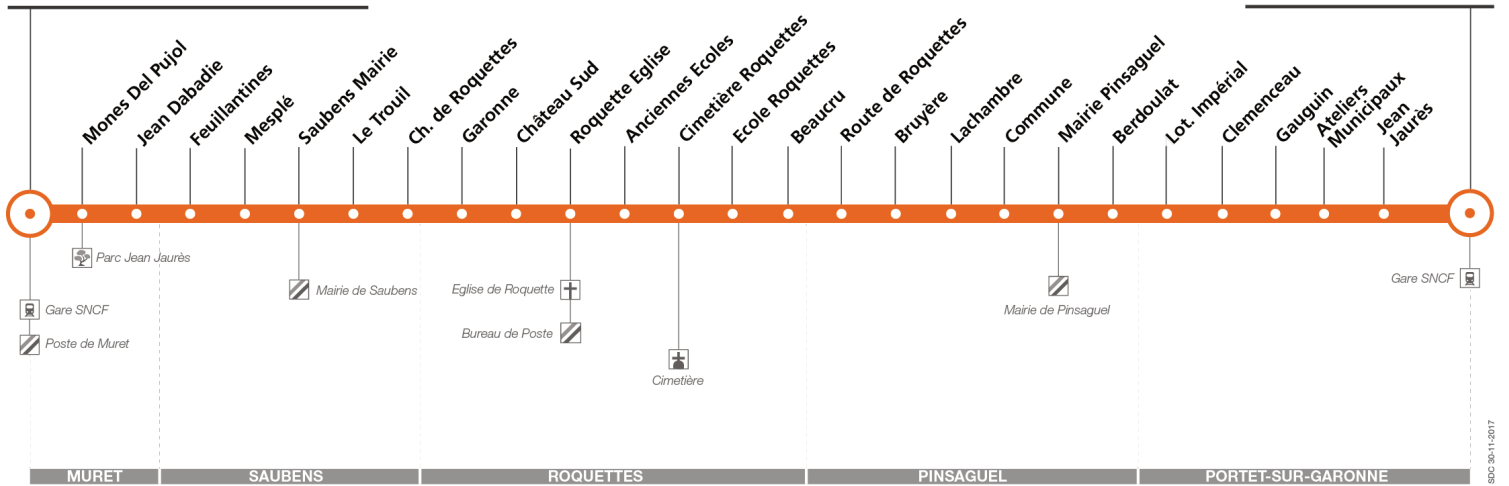 Mones Del Pujol
Jean Dabadie
Feuillantines
Mesplé
Saubens Mairie
Le Trouil
Ch. de Roquettes
Garonne
Château Sud
Roquette Eglise
Anciennes Ecoles
Cimetière Roquettes
Ecole Roquettes
Beaucru
Route de Roquettes
Bruyère
Lachambre
Commune
Mairie Pinsaguel
Berdoulat
Lot. Impérial
Clemenceau
Gauguin
Ateliers
Municipaux
Jean
Jaurès
Parc Jean Jaurès
Gare SNCF
Poste de Muret
Mairie de Saubens
Eglise de Roquette
Bureau de Poste
Cimetière
Mairie de Pinsaguel
Gare SNCF
MURET
SAUBENS
ROQUETTES
PINSAGUEL
PORTET-SUR-GARONNE
SDC 30-11-2017